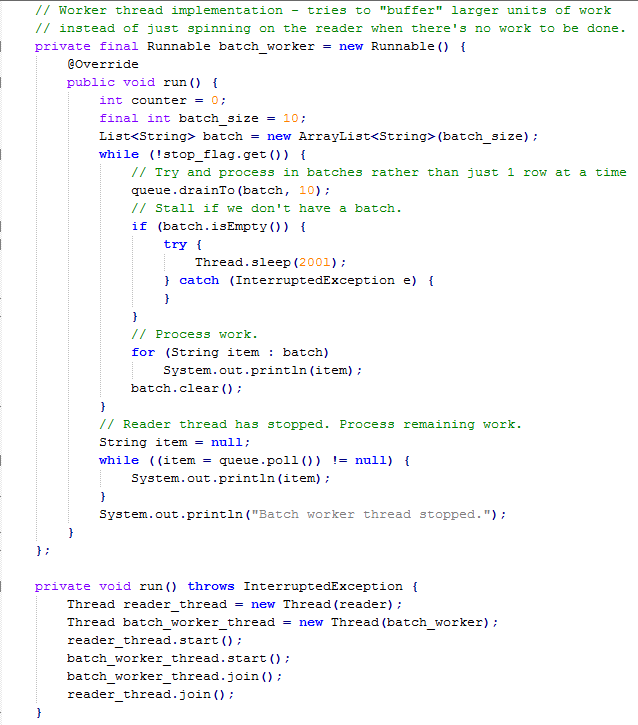 // Worker thread implementation - tries to "buffer" larger units of work
// instead of just spinning on the reader when there's no work to be done.
private final Runnable batch_worker = new Runnable() {
@Override
public void run() {
int counter = 0;
final int batch_size = 10;
List<String> batch = new ArrayList<String>(batch_size);
while (!stop_flag.get()) {
// Try and process in batches rather than just 1 row at a time
queue.drainTo(batch, 10);
// Stall if we don't have a batch.
if (batch.isEmpty()) {
try {
Thread.sleep(2001);
} catch (InterruptedException e) {
}
}
// Process work.
for (String item : batch)
System.out.println(item);
batch.clear();
}
// Reader thread has stopped. Process remaining work.
String item = null;
while ((item = queue.poll()) != null) {
System.out.println(item);
}
System.out.println("Batch worker thread stopped.");
}
};
private void run() throws InterruptedException {
Thread reader_thread = new Thread(reader);
Thread batch_worker_thread = new Thread(batch_worker);
reader_thread.start();
batch_worker_thread.start();
batch_worker_thread.join();
reader_thread.join();
}